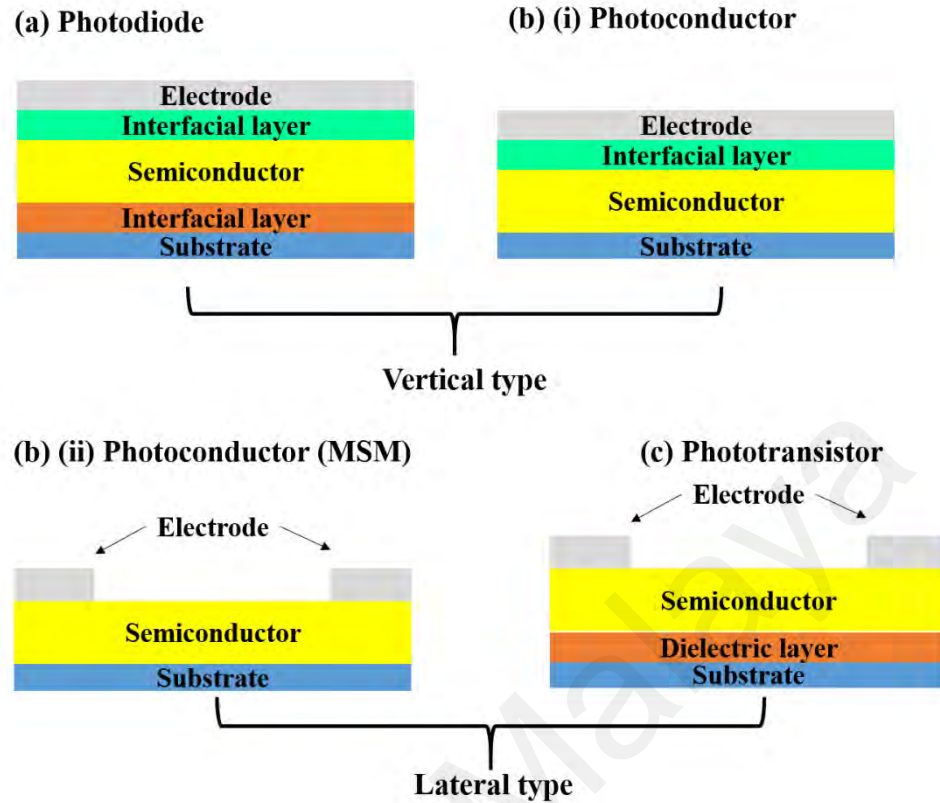 (a) Photodiode
(b) (i) Photoconductor
Electrode
Interfacial layer
Semiconductor
Interfacial layer
Substrate
Electrode
Interfacial layer
Semiconductor
Substrate
Vertical type
(b) (ii) Photoconductor (MSM)
(c) Phototransistor
Electrode
Semiconductor
Substrate
Electrode
Semiconductor
Dielectric layer
Substrate
Lateral type
Malaya